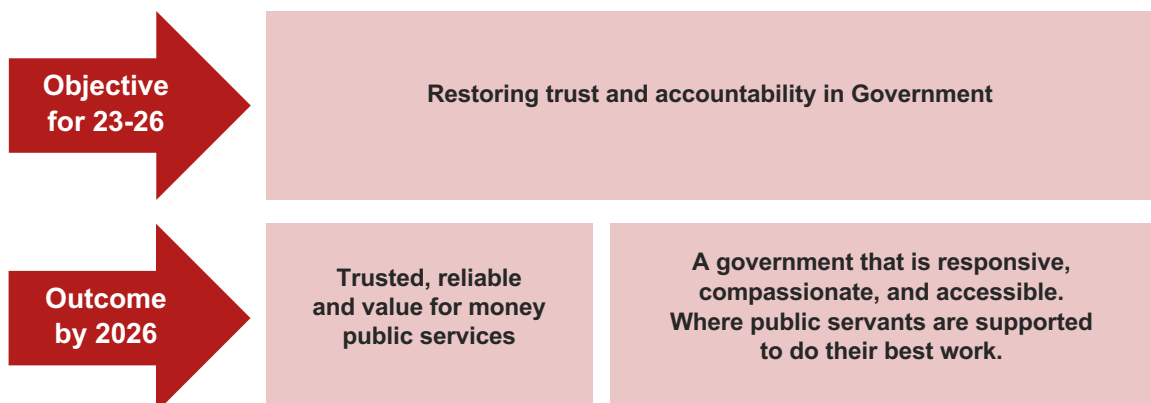 Objective
for 23-26
Restoring trust and accountability in Government
Outcome
by 2026
Trusted, reliable
and value for money
public services
A government that is responsive,
compassionate, and accessible.
Where public servants are supported
to do their best work.